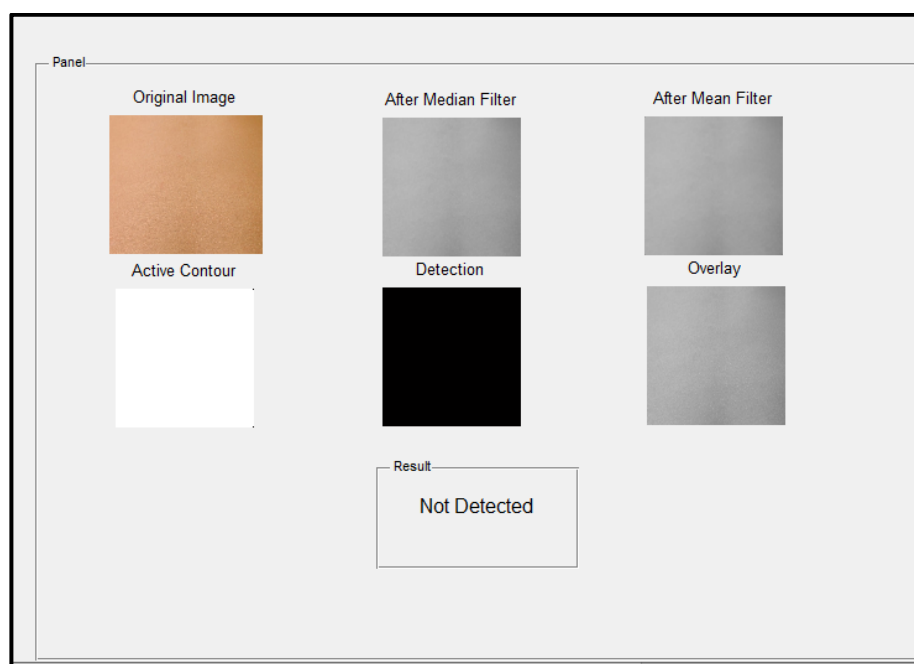 Panel
Original Image
After Median Filter
After Mean Filter
Active Contour
Detection
Overlay
Result
Not Detected